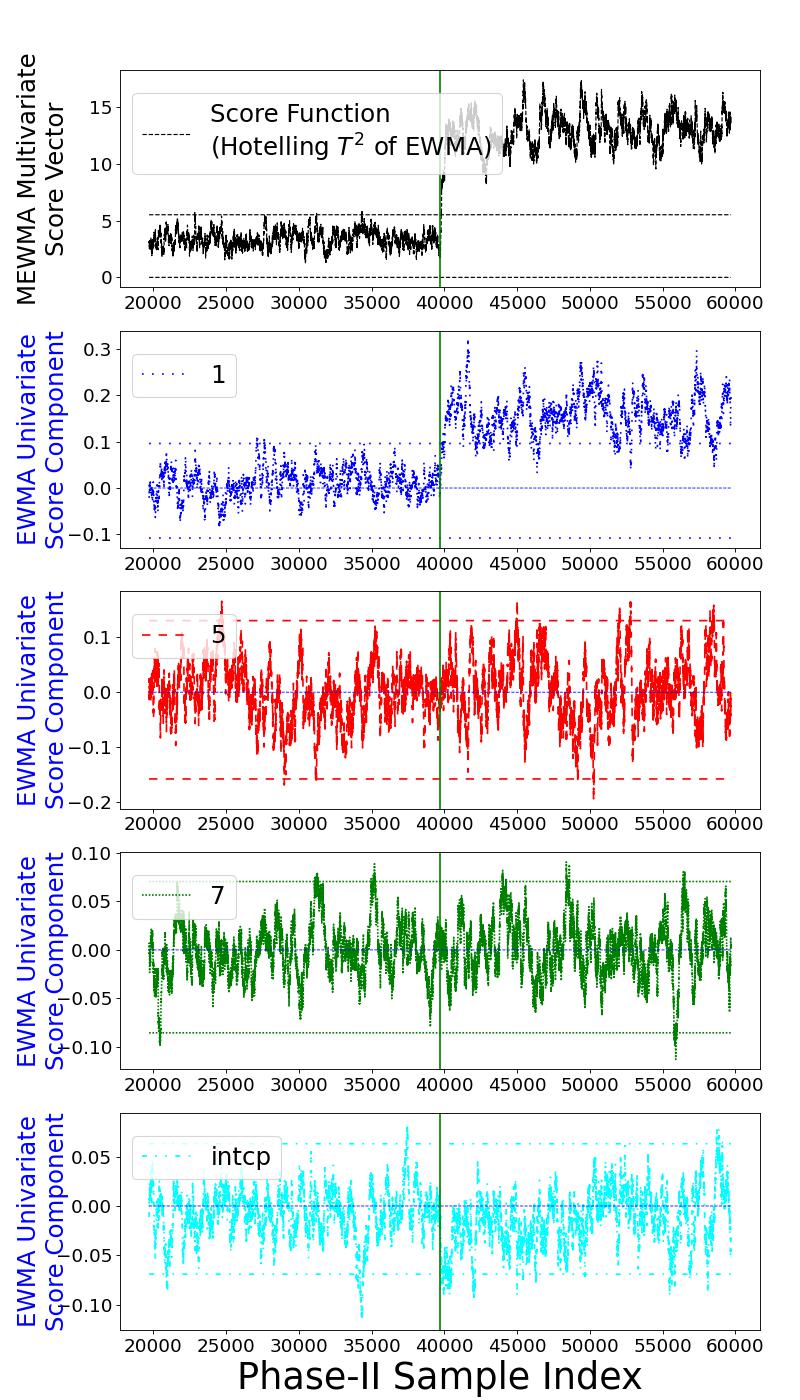 MEWMA Multivariate
Score Vector
15
10
5
0
Score Function
(Hotelling T² of EWMA)
20000 25000 30000 35000 40000 45000 50000 55000 60000
EWMA Univariate
Score Component
0.3
0.2
0.1
0.0
−0.1
1
20000 25000 30000 35000 40000 45000 50000 55000 60000
EWMA Univariate
Score Component
0.1
0.0
−0.1
−0.2
5
20000 25000 30000 35000 40000 45000 50000 55000 60000
EWMA Univariate
Score Component
0.10
0.05
0.00
−0.05
−0.10
7
20000 25000 30000 35000 40000 45000 50000 55000 60000
EWMA Univariate
Score Component
0.05
0.00
−0.05
−0.10
intcp
20000 25000 30000 35000 40000 45000 50000 55000 60000
Phase-II Sample Index